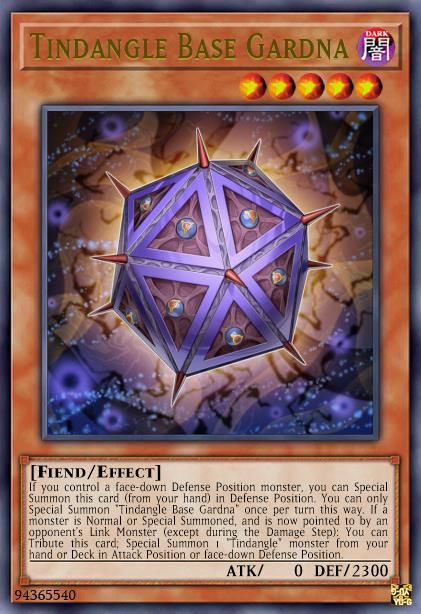 TINDANGLE BASE GARDNA
DARK
闇
[FIEND/EFFECT]
If you control a face-down Defense Position monster, you can Special
Summon this card (from your hand) in Defense Position. You can only
Special Summon "Tindangle Base Gardna" once per turn this way. If a
monster is Normal or Special Summoned, and is now pointed to by an
opponent's Link Monster (except during the Damage Step): You can
Tribute this card; Special Summon 1 "Tindangle" monster from your
hand or Deck in Attack Position or face-down Defense Position.
ATK/ 0 DEF/2300
94365540